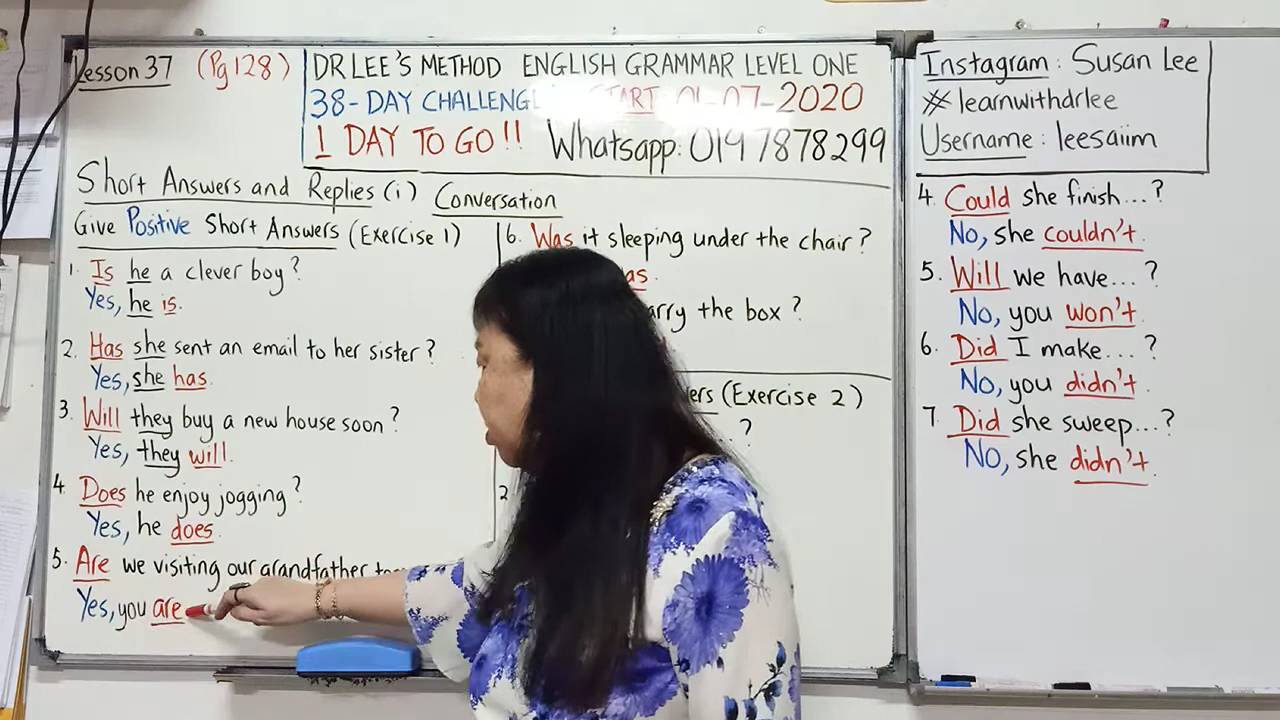 Lesson 37 (Pg 128)
DR LEE'S METHOD ENGLISH GRAMMAR LEVEL ONE
38-DAY CHALLENGE START: 01-07-2020
1 DAY TO GO!! Whatsapp: 0197878299
Short Answers and Replies (i) Conversation
Give Positive Short Answers (Exercise 1)
1. Is he a clever boy?
Yes, he is.
2. Has she sent an email to her sister?
Yes, she has.
3. Will they buy a new house soon?
Yes, they will.
4. Does he enjoy jogging?
Yes, he does.
5. Are we visiting our grandfather
Yes, you are
6. Was it sleeping under the chair?
the box?
(Exercise 2)
?
2
Instagram: Susan Lee
# learnwithdrlee
Username: leesaiim
4. Could she finish...?
No, she couldn't.
5. Will we have...?
No, you won't.
6. Did I make...?
No, you didn't.
7. Did she sweep...?
No, she didn't.